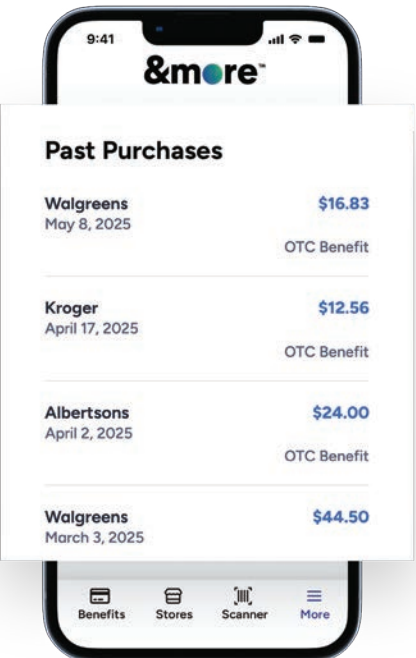 9:41
&more™
Past Purchases
Walgreens $16.83
May 8, 2025
OTC Benefit
Kroger $12.56
April 17, 2025
OTC Benefit
Albertsons $24.00
April 2, 2025
OTC Benefit
Walgreens $44.50
March 3, 2025
Benefits Stores Scanner More